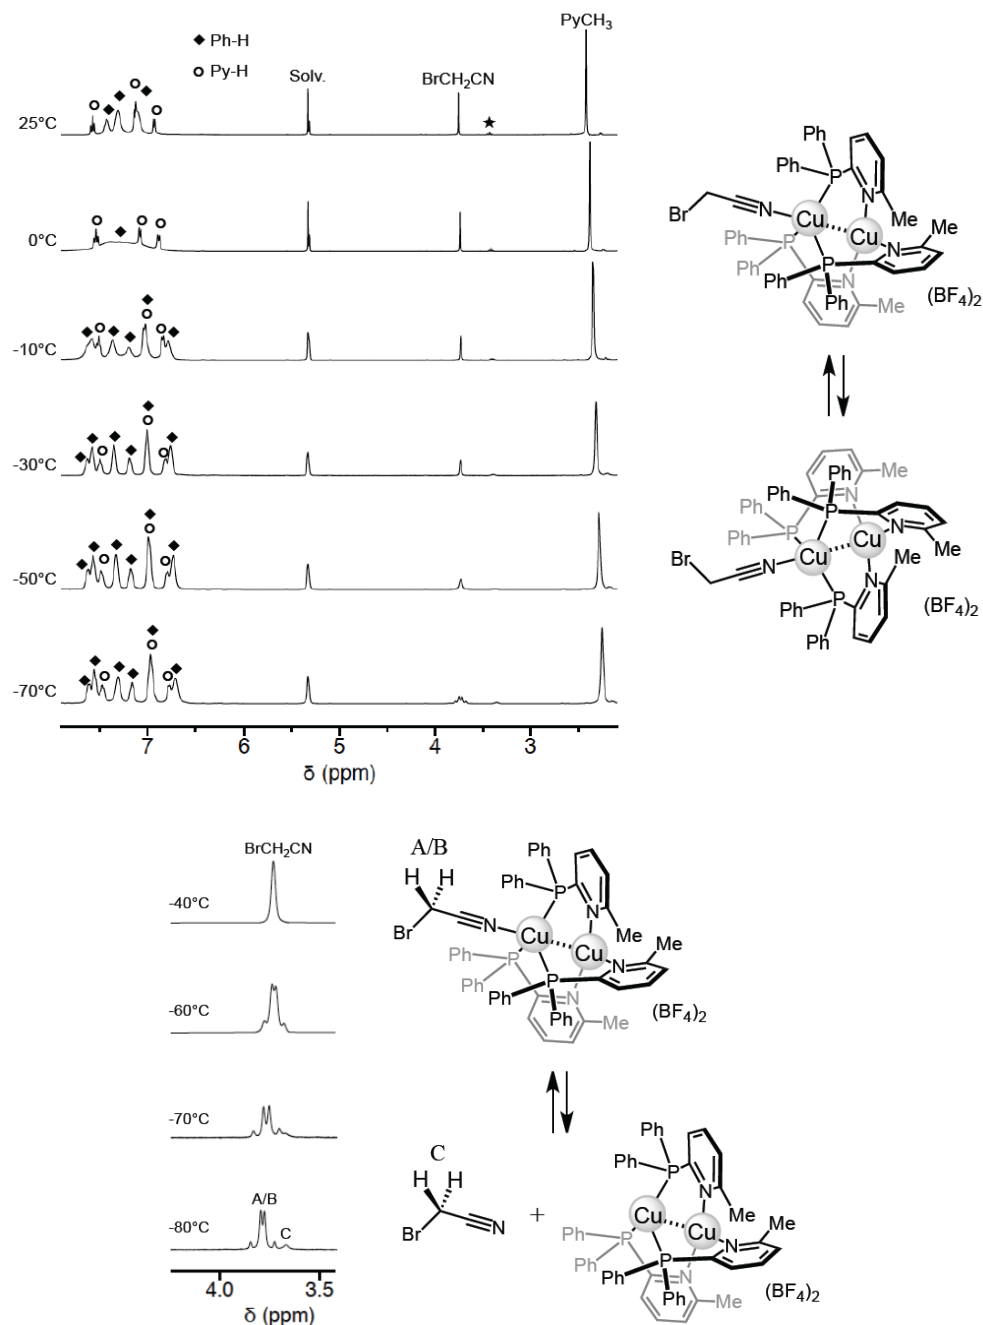 PyCH3
◆ Ph-H
○ Py-H
Solv.
BrCH2CN
25°C
★
0°C
-10°C
-30°C
-50°C
-70°C
7 6 5 4 3
δ (ppm)
Ph
Ph
P
N
Br
N
Cu
Me
Ph
P
Cu
Me
Ph
P
N
Ph
N
Ph
Me
(BF4)2
Me
Ph
Ph
N
Ph
P
N
Ph
P
Cu
Me
Br
N
Cu
Me
N
Ph
P
Ph
(BF4)2
BrCH2CN
-40°C
-60°C
-70°C
A/B
-80°C
C
4.0 3.5
δ (ppm)
A/B
H H
Br
N
Ph
Ph
P
N
Cu
Me
Ph
P
Cu
Me
Ph
P
N
Ph
N
Ph
Me
(BF4)2
C
H H
Br
N
+
Ph
Ph
P
N
Cu
Me
Ph
P
Cu
Me
Ph
P
N
Ph
N
Ph
Me
(BF4)2